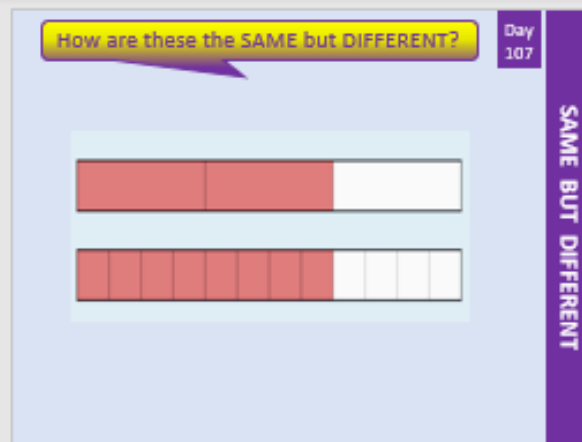 How are these the SAME but DIFFERENT?
Day
107
SAME BUT DIFFERENT